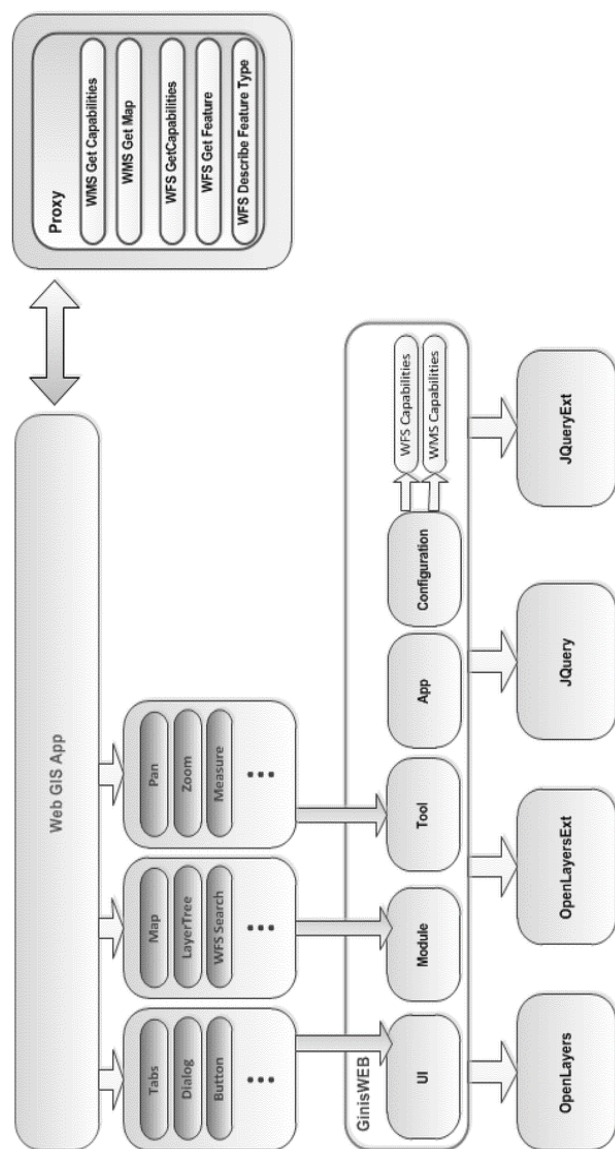 Web GIS App
Proxy
WMS Get Capabilities
WMS Get Map
WFS GetCapabilities
WFS Get Feature
WFS Describe Feature Type
Tabs
Dialog
Button
...
Map
LayerTree
WFS Search
...
Pan
Zoom
Measure
...
GinisWEB
UI
Module
Tool
App
Configuration
WFS Capabilities
WMS Capabilities
OpenLayers
OpenLayersExt
JQuery
JQueryExt